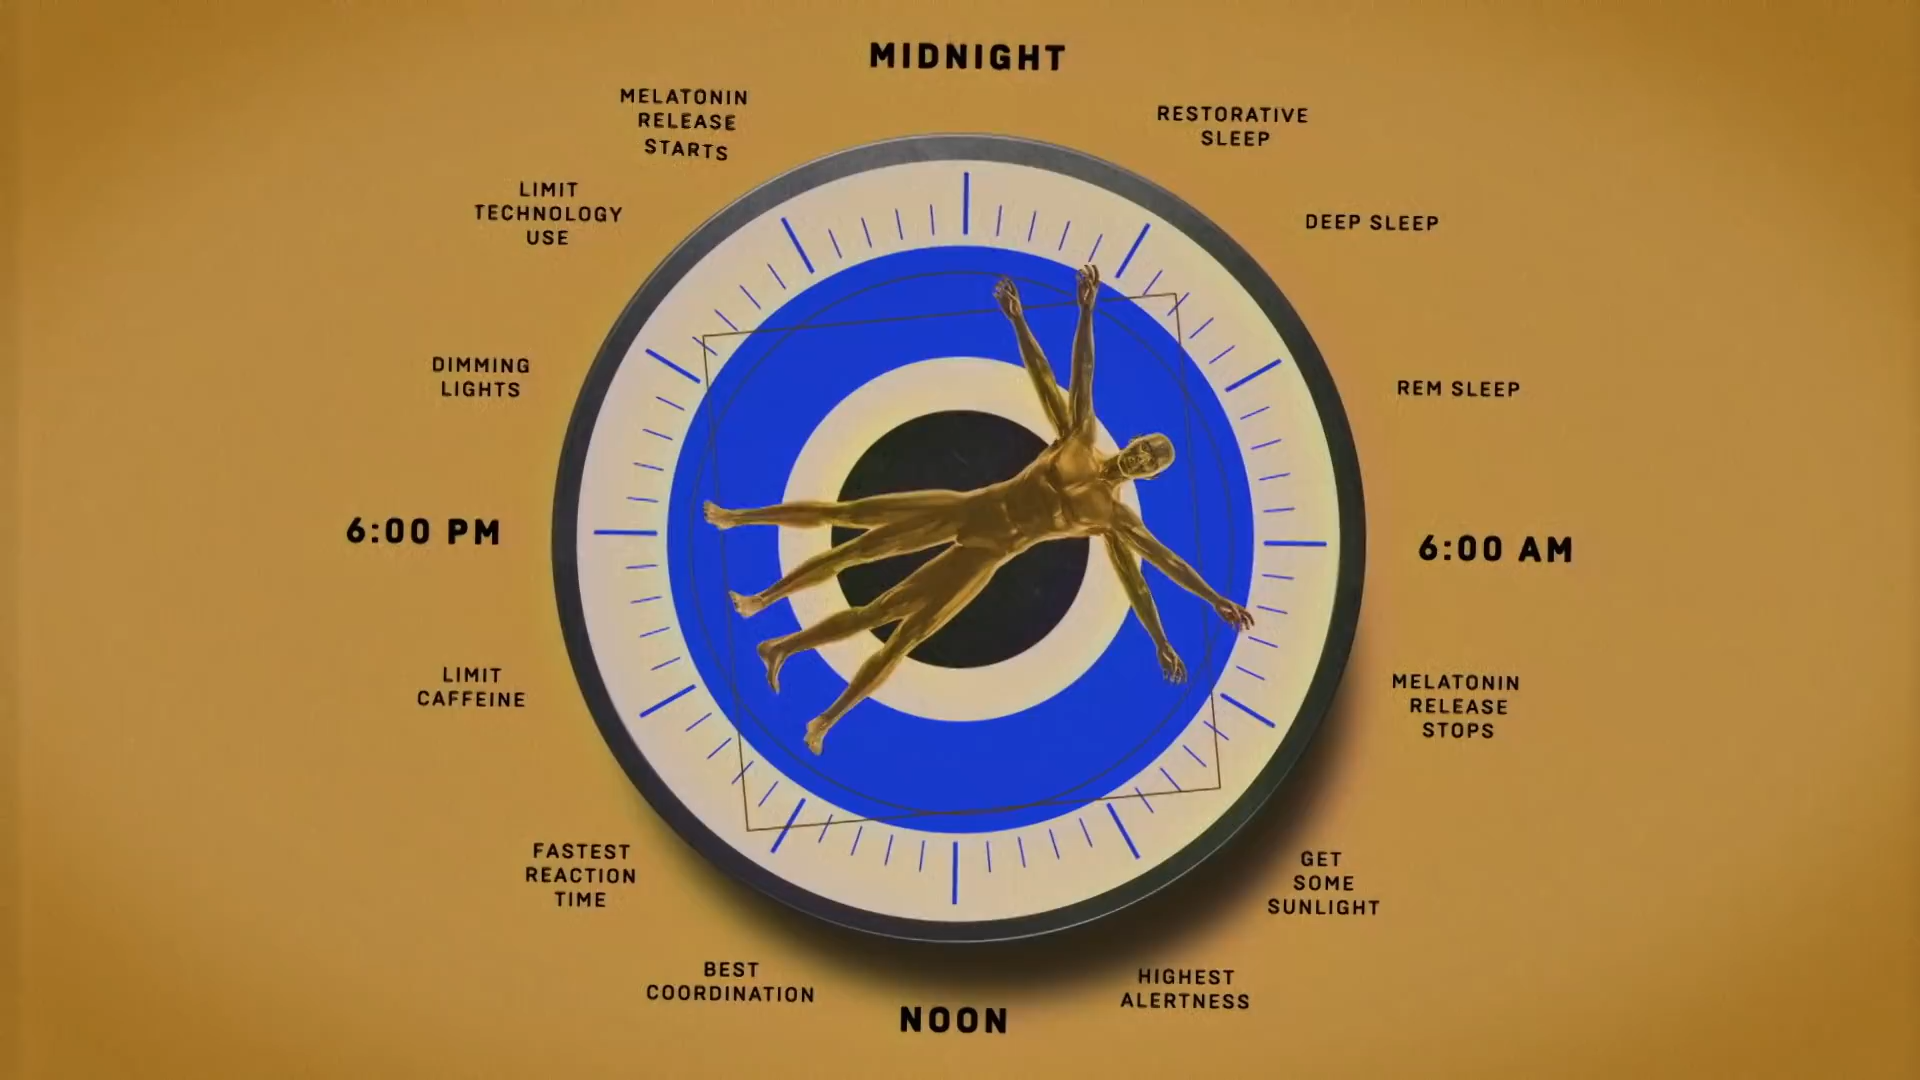 MIDNIGHT
MELATONIN
RELEASE
STARTS
RESTORATIVE
SLEEP
LIMIT
TECHNOLOGY
USE
DEEP SLEEP
DIMMING
LIGHTS
REM SLEEP
6:00 PM
6:00 AM
LIMIT
CAFFEINE
MELATONIN
RELEASE
STOPS
FASTEST
REACTION
TIME
GET
SOME
SUNLIGHT
BEST
COORDINATION
HIGHEST
ALERTNESS
NOON